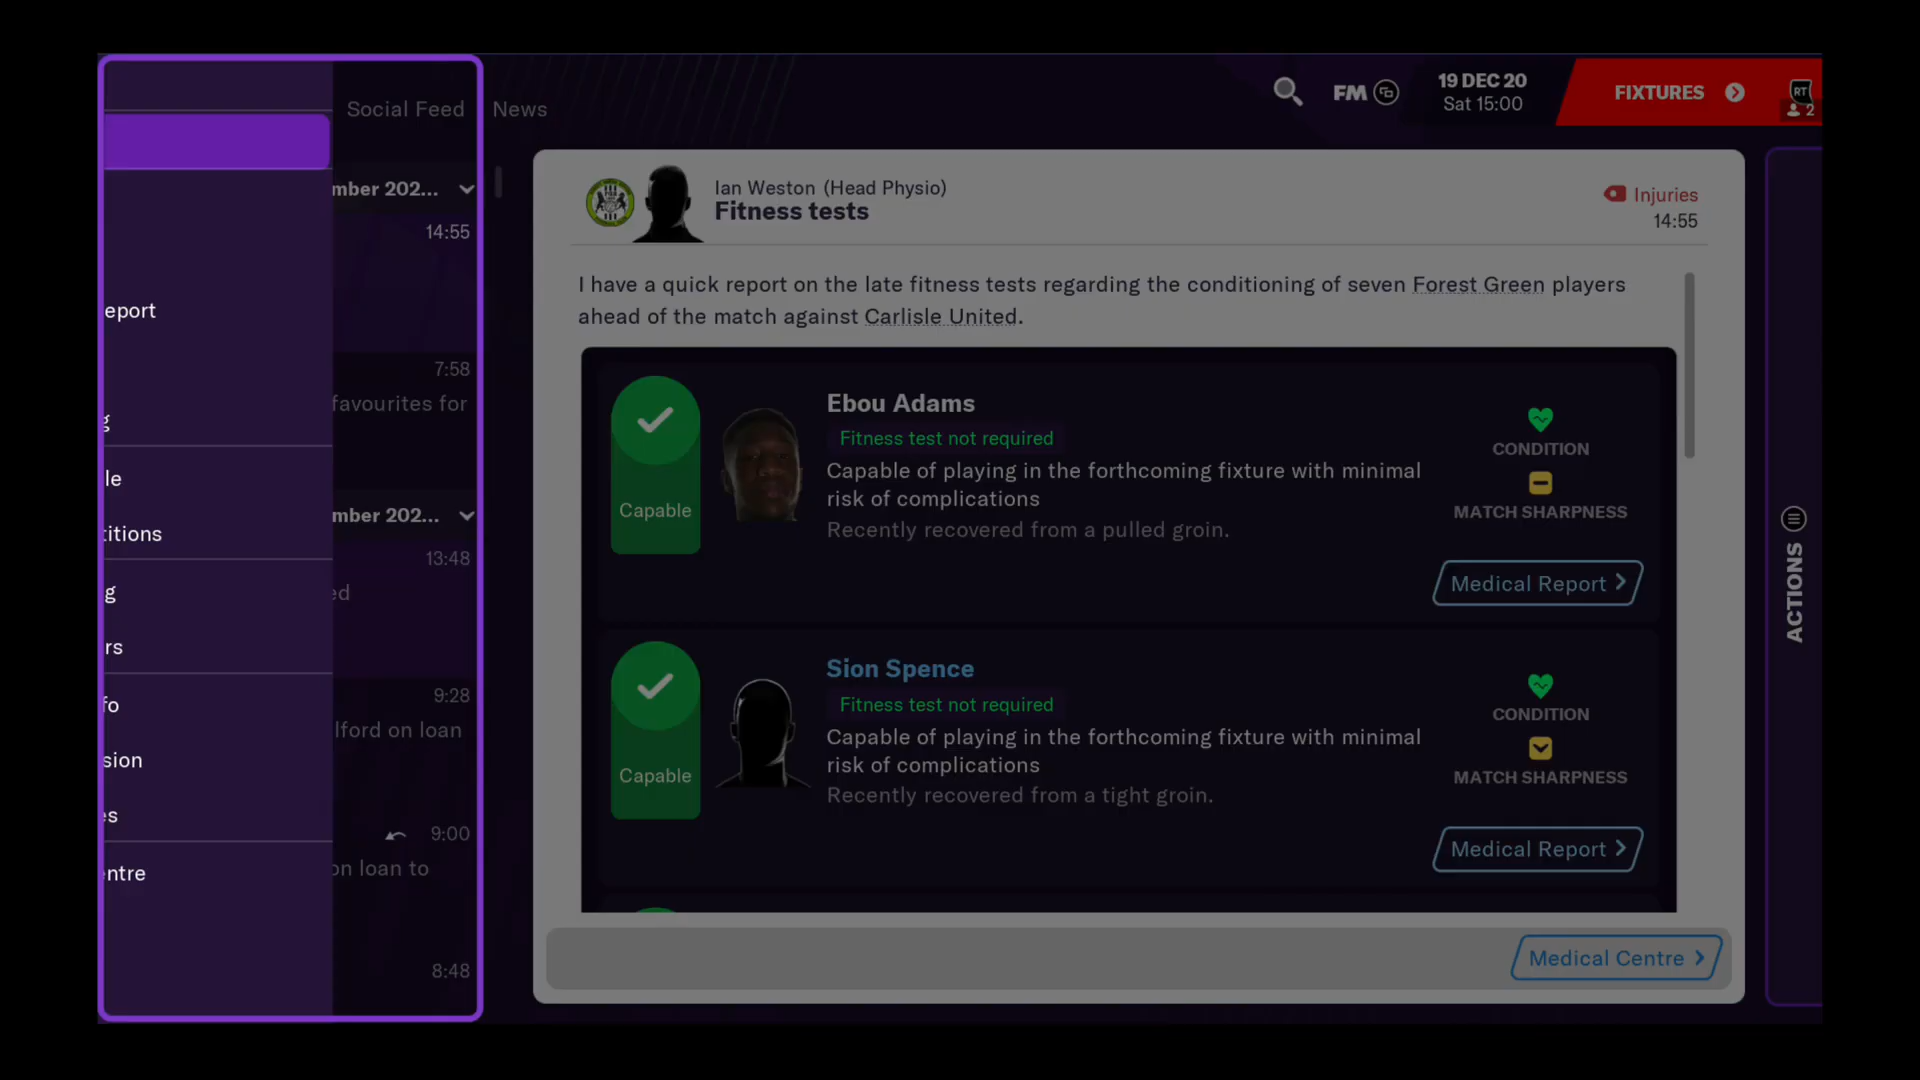 Social Feed
News
FM
19 DEC 20
Sat 15:00
FIXTURES
RT
2
eport
g
le
titions
g
rs
fo
sion
es
entre
mber 202...
14:55
7:58
favourites for
mber 202...
13:48
ed
9:28
lford on loan
9:00
on loan to
8:48
Ian Weston (Head Physio)
Fitness tests
Injuries
14:55
I have a quick report on the late fitness tests regarding the conditioning of seven Forest Green players
ahead of the match against Carlisle United.
Capable
Ebou Adams
Fitness test not required
Capable of playing in the forthcoming fixture with minimal
risk of complications
Recently recovered from a pulled groin.
CONDITION
MATCH SHARPNESS
Medical Report
Capable
Sion Spence
Fitness test not required
Capable of playing in the forthcoming fixture with minimal
risk of complications
Recently recovered from a tight groin.
CONDITION
MATCH SHARPNESS
Medical Report
Medical Centre
ACTIONS